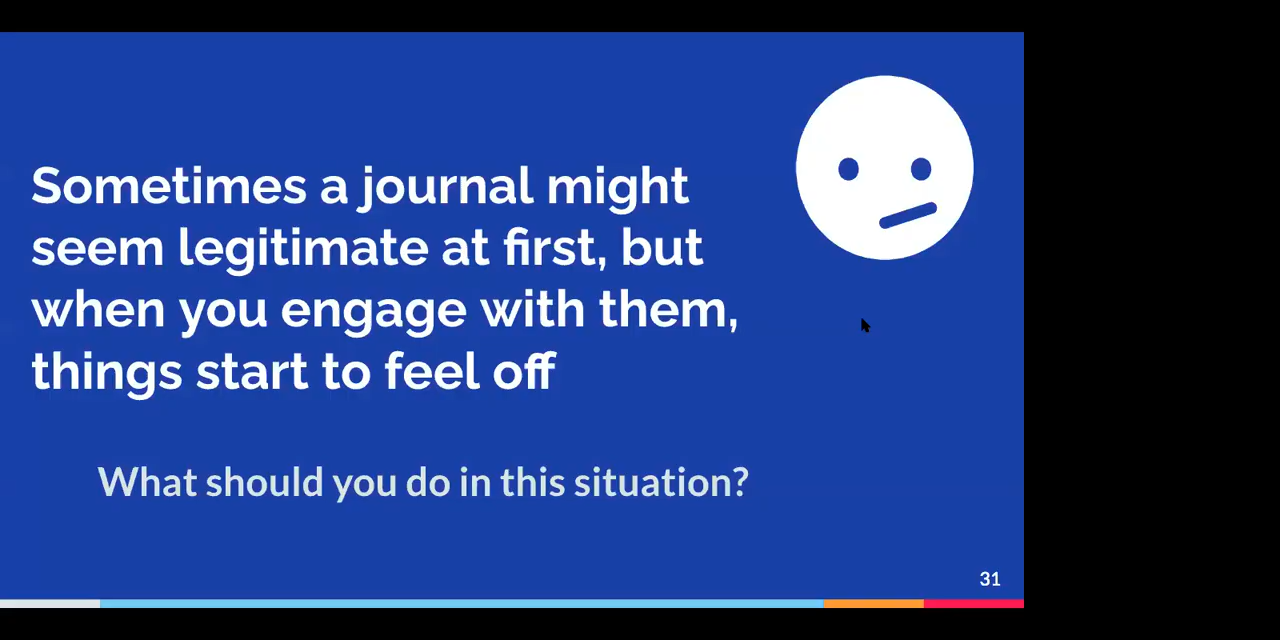 Sometimes a journal might
seem legitimate at first, but
when you engage with them,
things start to feel off
What should you do in this situation?
31